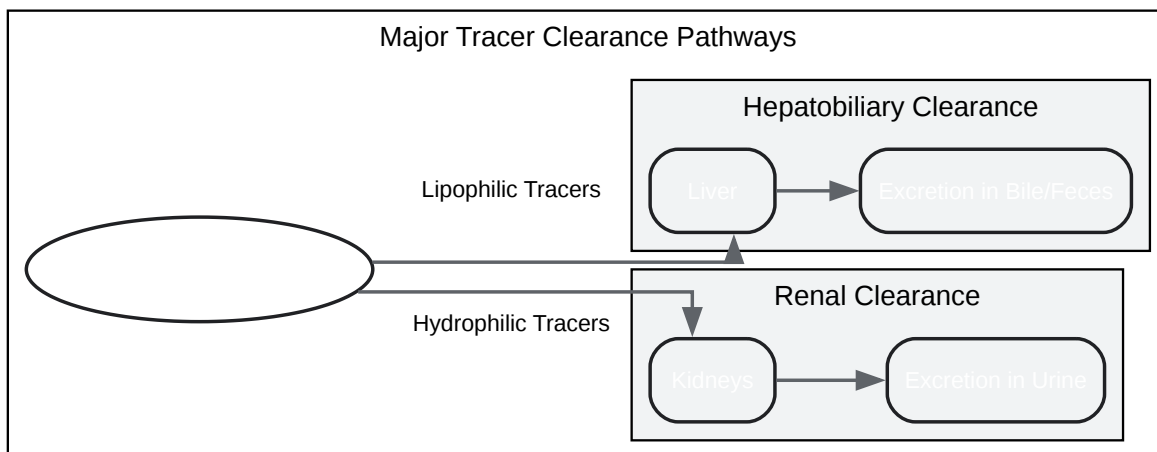 Major Tracer Clearance Pathways
Hepatobiliary Clearance
Lipophilic Tracers
Liver
Excretion in Bile/Feces
Renal Clearance
Hydrophilic Tracers
Kidneys
Excretion in Urine